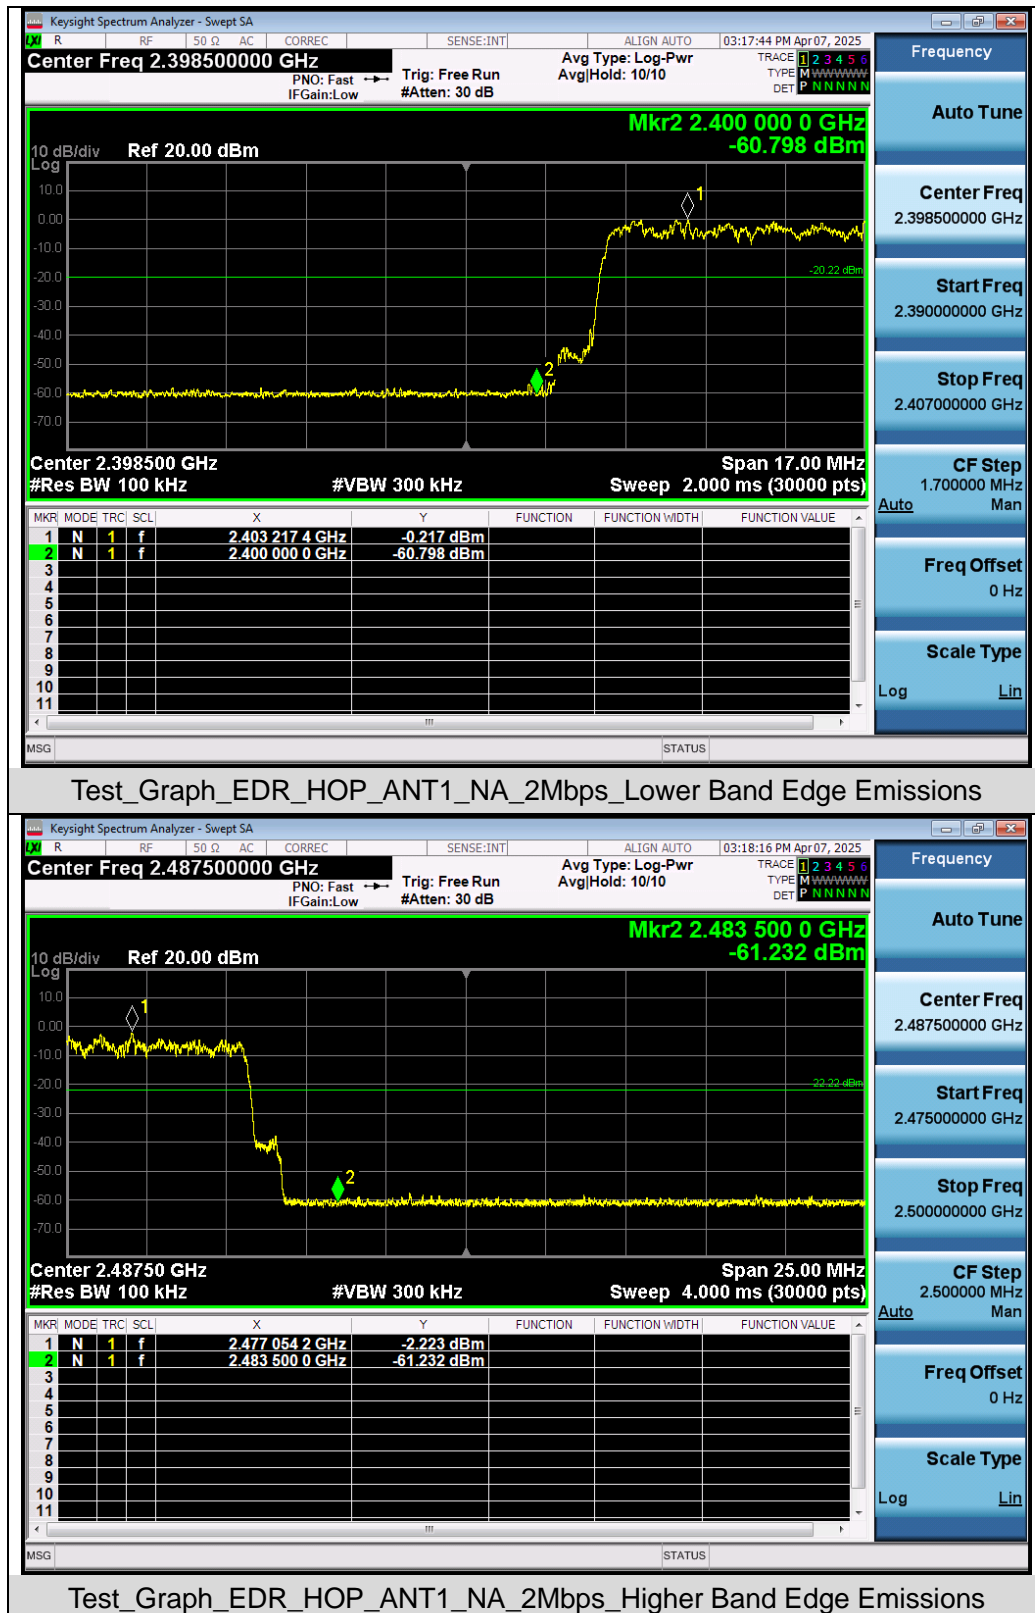 Keysight Spectrum Analyzer - Swept SA
LXI R RF 50 Ω AC CORREC SENSE:INT ALIGN AUTO 03:17:44 PM Apr 07, 2025
Center Freq 2.398500000 GHz Avg Type: Log-Pwr TRACE 1 2 3 4 5 6
PNO: Fast Trig: Free Run Avg|Hold: 10/10 TYPE M WWWWW
IFGain:Low #Atten: 30 dB DET P N N N N N
Frequency
Auto Tune
Center Freq
2.398500000 GHz
Start Freq
2.390000000 GHz
Stop Freq
2.407000000 GHz
CF Step
1.700000 MHz
Auto Man
Freq Offset
0 Hz
Scale Type
Log Lin
Mkr2 2.400 000 0 GHz
-60.798 dBm
10 dB/div Ref 20.00 dBm
Log
10.0
0.00
-10.0
-20.0
-30.0
-40.0
-50.0
-60.0
-70.0
1
-20.22 dBm
2
Center 2.398500 GHz Span 17.00 MHz
#Res BW 100 kHz #VBW 300 kHz Sweep 2.000 ms (30000 pts)
MKR MODE TRC SCL X Y FUNCTION FUNCTION WIDTH FUNCTION VALUE
1 N 1 f 2.403 217 4 GHz -0.217 dBm
2 N 1 f 2.400 000 0 GHz -60.798 dBm
3
4
5
6
7
8
9
10
11
MSG STATUS
Test_Graph_EDR_HOP_ANT1_NA_2Mbps_Lower Band Edge Emissions
Keysight Spectrum Analyzer - Swept SA
LXI R RF 50 Ω AC CORREC SENSE:INT ALIGN AUTO 03:18:16 PM Apr 07, 2025
Center Freq 2.487500000 GHz Avg Type: Log-Pwr TRACE 1 2 3 4 5 6
PNO: Fast Trig: Free Run Avg|Hold: 10/10 TYPE M WWWWW
IFGain:Low #Atten: 30 dB DET P N N N N N
Frequency
Auto Tune
Center Freq
2.487500000 GHz
Start Freq
2.475000000 GHz
Stop Freq
2.500000000 GHz
CF Step
2.500000 MHz
Auto Man
Freq Offset
0 Hz
Scale Type
Log Lin
Mkr2 2.483 500 0 GHz
-61.232 dBm
10 dB/div Ref 20.00 dBm
Log
10.0
0.00
-10.0
-20.0
-30.0
-40.0
-50.0
-60.0
-70.0
1
-22.22 dBm
2
Center 2.48750 GHz Span 25.00 MHz
#Res BW 100 kHz #VBW 300 kHz Sweep 4.000 ms (30000 pts)
MKR MODE TRC SCL X Y FUNCTION FUNCTION WIDTH FUNCTION VALUE
1 N 1 f 2.477 054 2 GHz -2.223 dBm
2 N 1 f 2.483 500 0 GHz -61.232 dBm
3
4
5
6
7
8
9
10
11
MSG STATUS
Test_Graph_EDR_HOP_ANT1_NA_2Mbps_Higher Band Edge Emissions